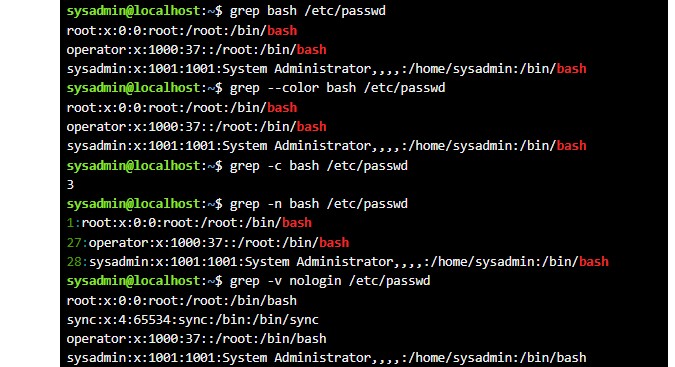 sysadmin@localhost:~$ grep bash /etc/passwd
root:x:0:0:root:/root:/bin/bash
operator:x:1000:37::/root:/bin/bash
sysadmin:x:1001:1001:System Administrator,,,,:/home/sysadmin:/bin/bash
sysadmin@localhost:~$ grep --color bash /etc/passwd
root:x:0:0:root:/root:/bin/bash
operator:x:1000:37::/root:/bin/bash
sysadmin:x:1001:1001:System Administrator,,,,:/home/sysadmin:/bin/bash
sysadmin@localhost:~$ grep -c bash /etc/passwd
3
sysadmin@localhost:~$ grep -n bash /etc/passwd
1:root:x:0:0:root:/root:/bin/bash
27:operator:x:1000:37::/root:/bin/bash
28:sysadmin:x:1001:1001:System Administrator,,,,:/home/sysadmin:/bin/bash
sysadmin@localhost:~$ grep -v nologin /etc/passwd
root:x:0:0:root:/root:/bin/bash
sync:x:4:65534:sync:/bin:/bin/sync
operator:x:1000:37::/root:/bin/bash
sysadmin:x:1001:1001:System Administrator,,,,:/home/sysadmin:/bin/bash